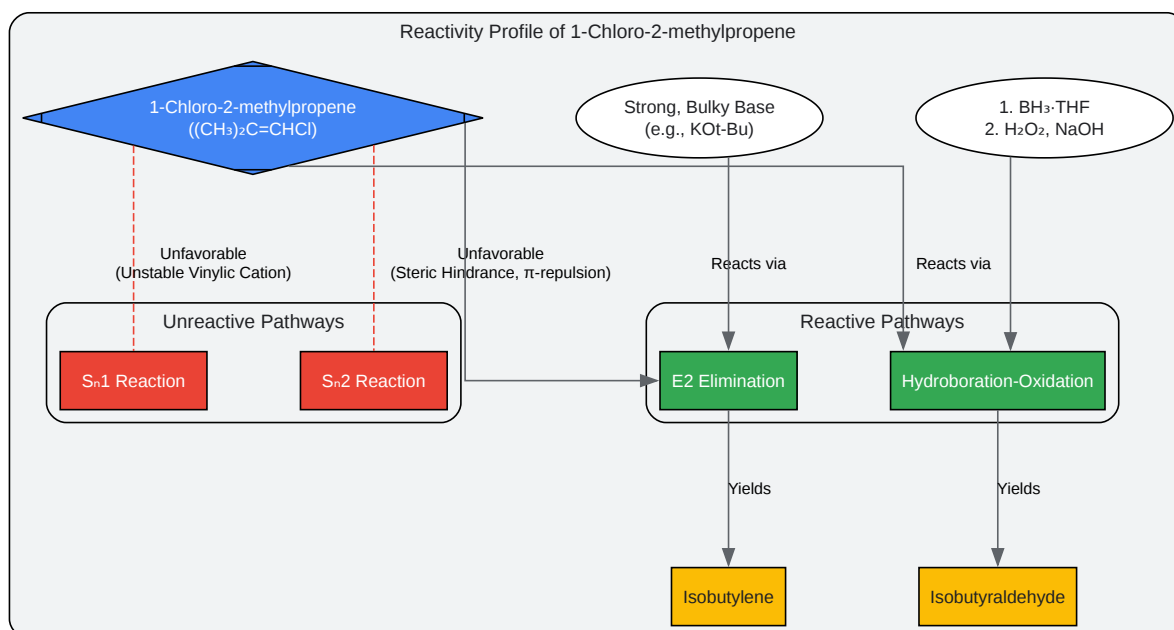 Reactivity Profile of 1-Chloro-2-methylpropene
1-Chloro-2-methylpropene
((CH₃)₂C=CHCl)
Strong, Bulky Base
(e.g., KOt-Bu)
1. BH₃·THF
2. H₂O₂, NaOH
Unfavorable
(Unstable Vinylic Cation)
Unfavorable
(Steric Hindrance, π-repulsion)
Reacts via
Reacts via
Unreactive Pathways
Reactive Pathways
Sₙ1 Reaction
Sₙ2 Reaction
E2 Elimination
Hydroboration-Oxidation
Yields
Yields
Isobutylene
Isobutyraldehyde